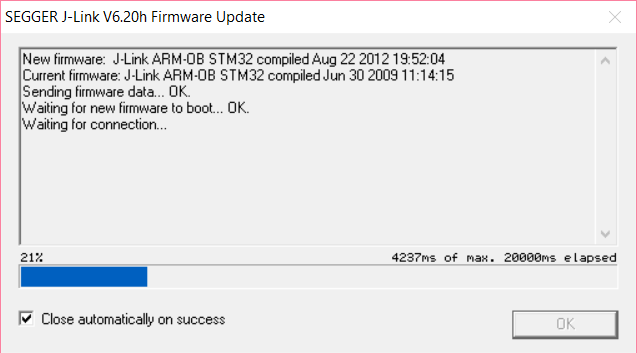 SEGGER J-Link V6.20h Firmware Update
New firmware: J-Link ARM-OB STM32 compiled Aug 22 2012 19:52:04
Current firmware: J-Link ARM-OB STM32 compiled Jun 30 2009 11:14:15
Sending firmware data... OK.
Waiting for new firmware to boot... OK.
Waiting for connection...
21% 4237ms of max. 20000ms elapsed
Close automatically on success
OK